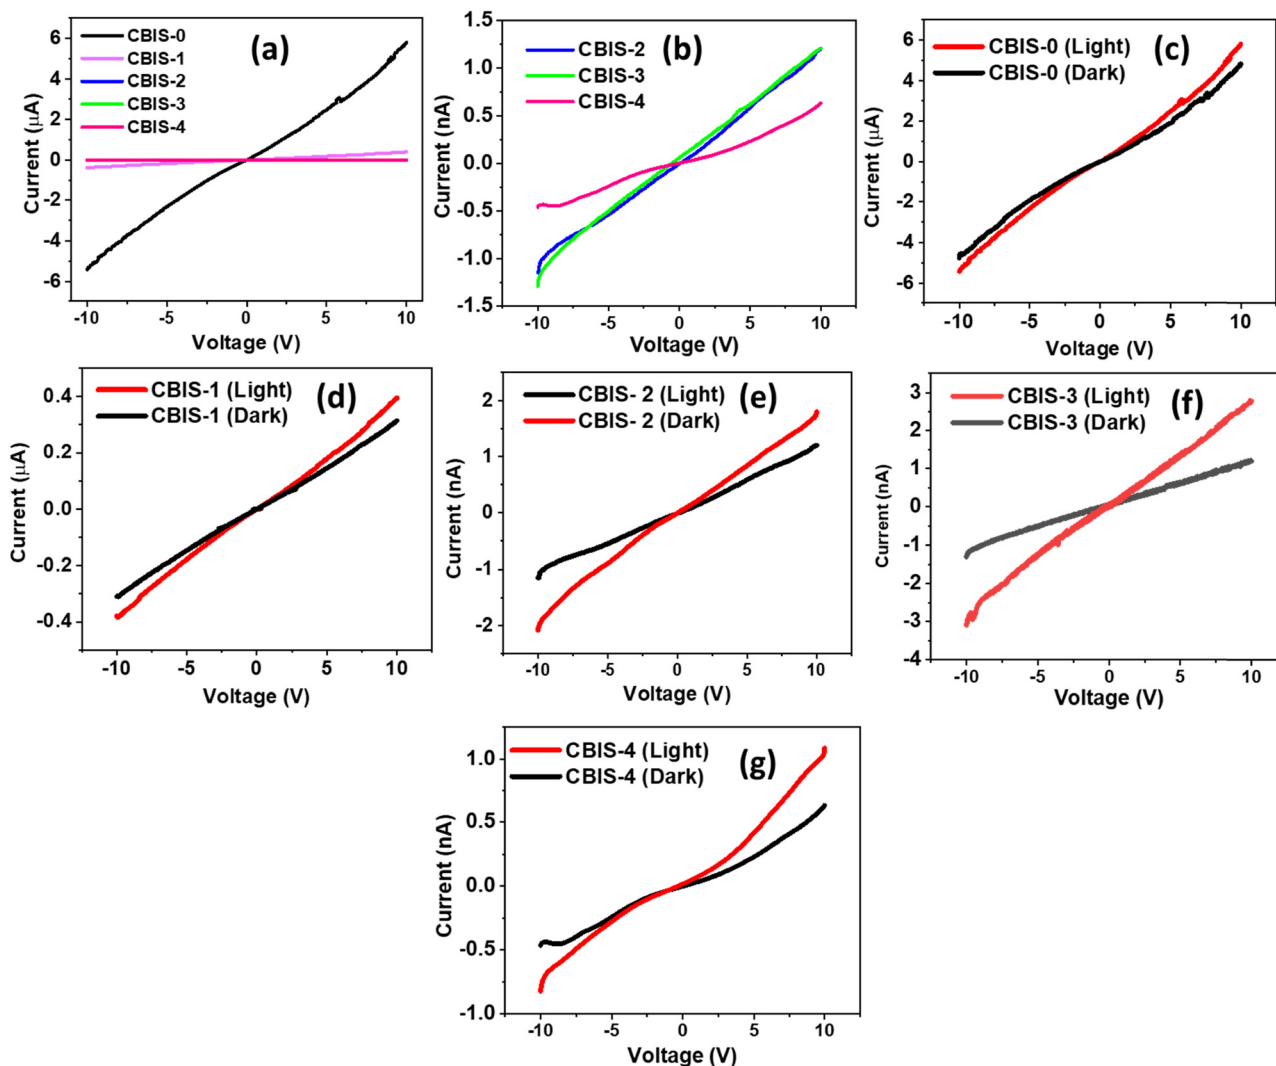 (a)
CBIS-0
CBIS-1
CBIS-2
CBIS-3
CBIS-4
Current (μA)
6
4
2
0
-2
-4
-6
-10
-5
0
5
10
Voltage (V)
(b)
CBIS-2
CBIS-3
CBIS-4
Current (nA)
1.5
1.0
0.5
0.0
-0.5
-1.0
-1.5
-10
-5
0
5
10
Voltage (V)
(c)
CBIS-0 (Light)
CBIS-0 (Dark)
Current (μA)
6
4
2
0
-2
-4
-6
-10
-5
0
5
10
Voltage (V)
(d)
CBIS-1 (Light)
CBIS-1 (Dark)
Current (μA)
0.4
0.2
0.0
-0.2
-0.4
-10
-5
0
5
10
Voltage (V)
(e)
CBIS- 2 (Light)
CBIS- 2 (Dark)
Current (nA)
2
1
0
-1
-2
-10
-5
0
5
10
Voltage (V)
(f)
CBIS-3 (Light)
CBIS-3 (Dark)
Current (nA)
3
2
1
0
-1
-2
-3
-4
-10
-5
0
5
10
Voltage (V)
(g)
CBIS-4 (Light)
CBIS-4 (Dark)
Current (nA)
1.0
0.5
0.0
-0.5
-1.0
-10
-5
0
5
10
Voltage (V)